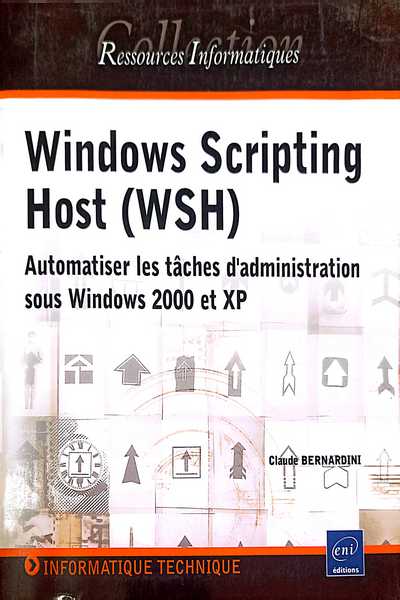 Collection
Ressources Informatiques
Windows Scripting
Host (WSH)
Automatiser les tâches d'administration
sous Windows 2000 et XP
Claude BERNARDINI
INFORMATIQUE TECHNIQUE
eni
éditions